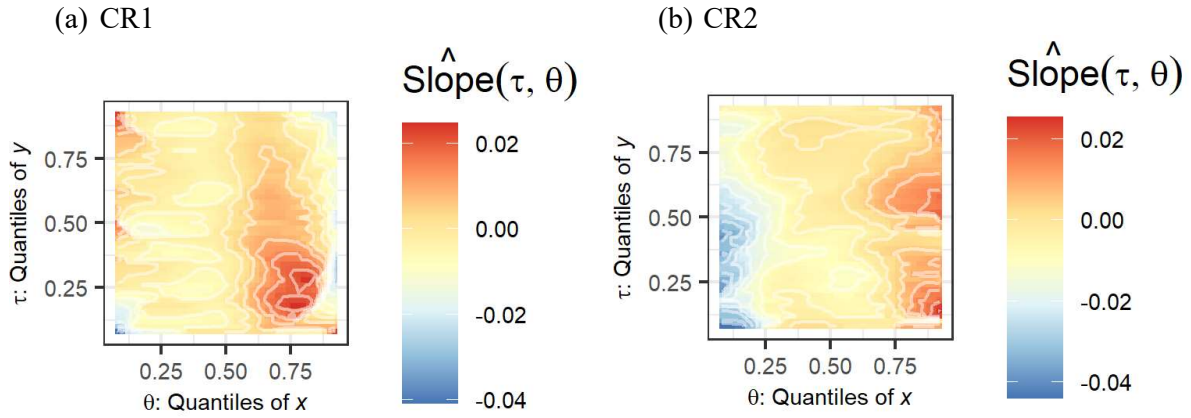 (a) CR1
^
Slope(τ, θ)
0.02
0.00
-0.02
-0.04
τ: Quantiles of y
0.75
0.50
0.25
0.25 0.50 0.75
θ: Quantiles of x
(b) CR2
^
Slope(τ, θ)
0.02
0.00
-0.02
-0.04
τ: Quantiles of y
0.75
0.50
0.25
0.25 0.50 0.75
θ: Quantiles of x